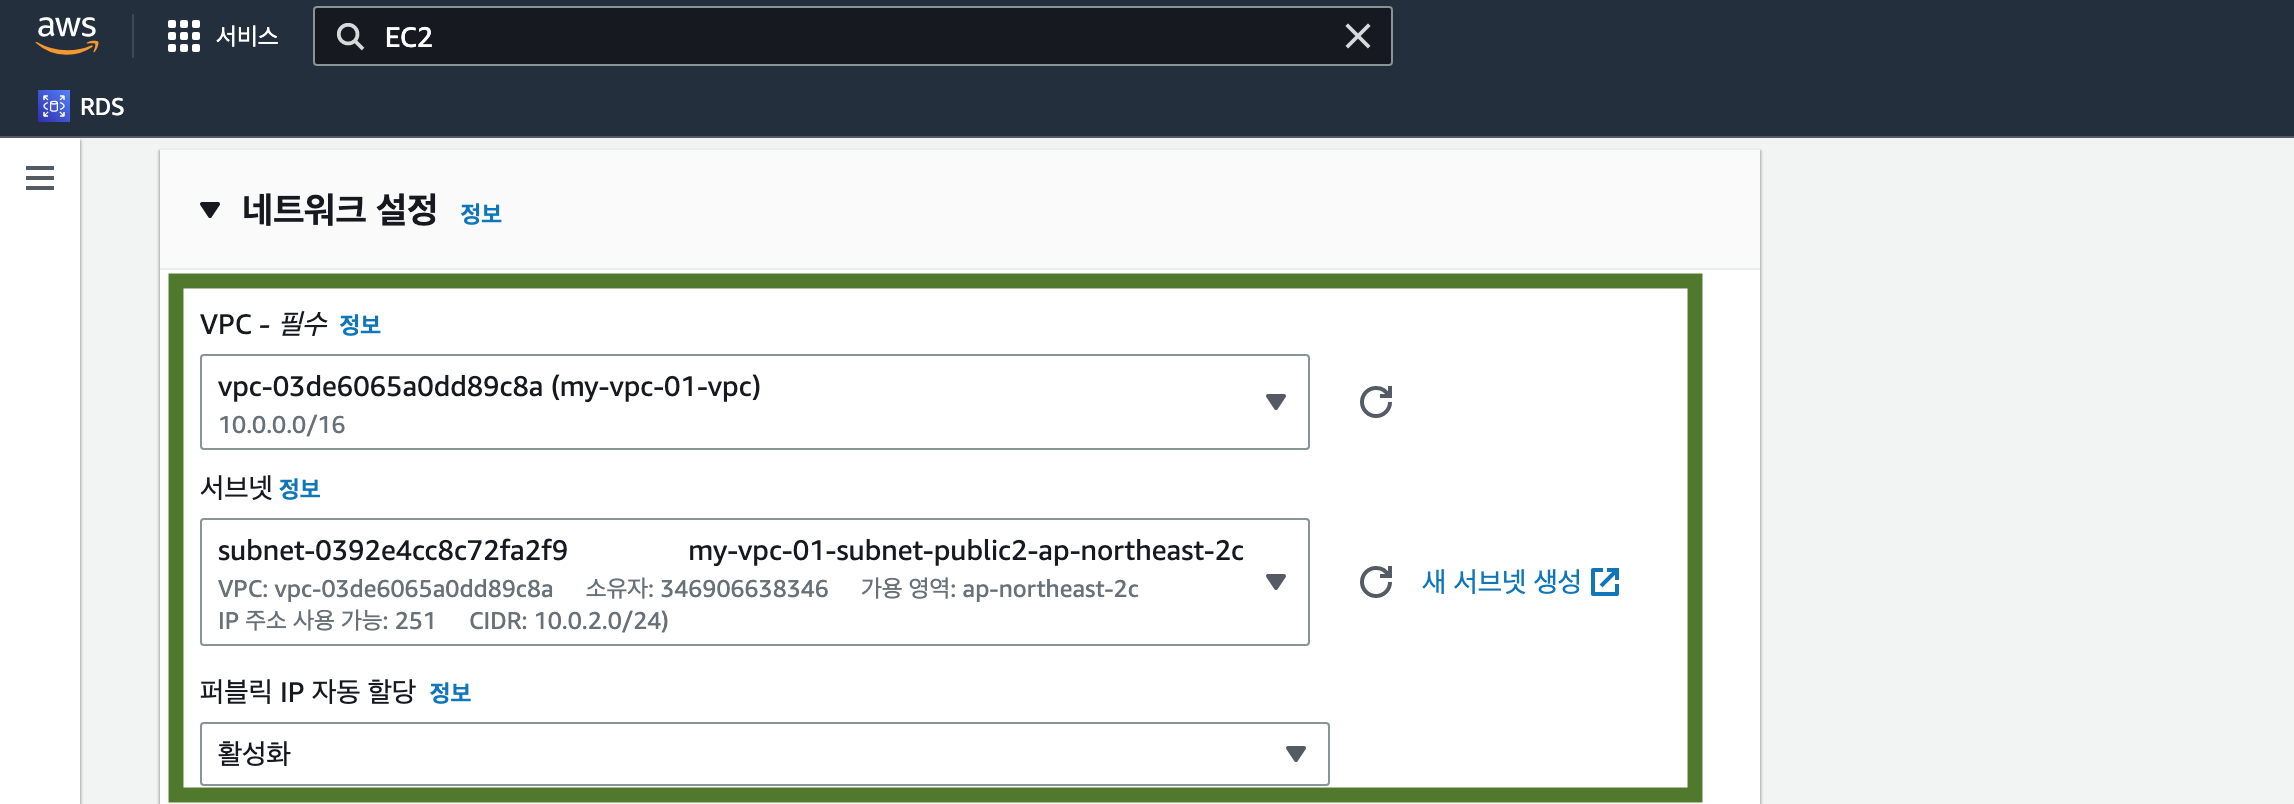 aws
서비스
EC2
RDS
네트워크 설정 정보
VPC - 필수 정보
vpc-03de6065a0dd89c8a (my-vpc-01-vpc)
10.0.0.0/16
서브넷 정보
subnet-0392e4cc8c72fa2f9 my-vpc-01-subnet-public2-ap-northeast-2c
VPC: vpc-03de6065a0dd89c8a 소유자: 346906638346 가용 영역: ap-northeast-2c
IP 주소 사용 가능: 251 CIDR: 10.0.2.0/24)
새 서브넷 생성
퍼블릭 IP 자동 할당 정보
활성화